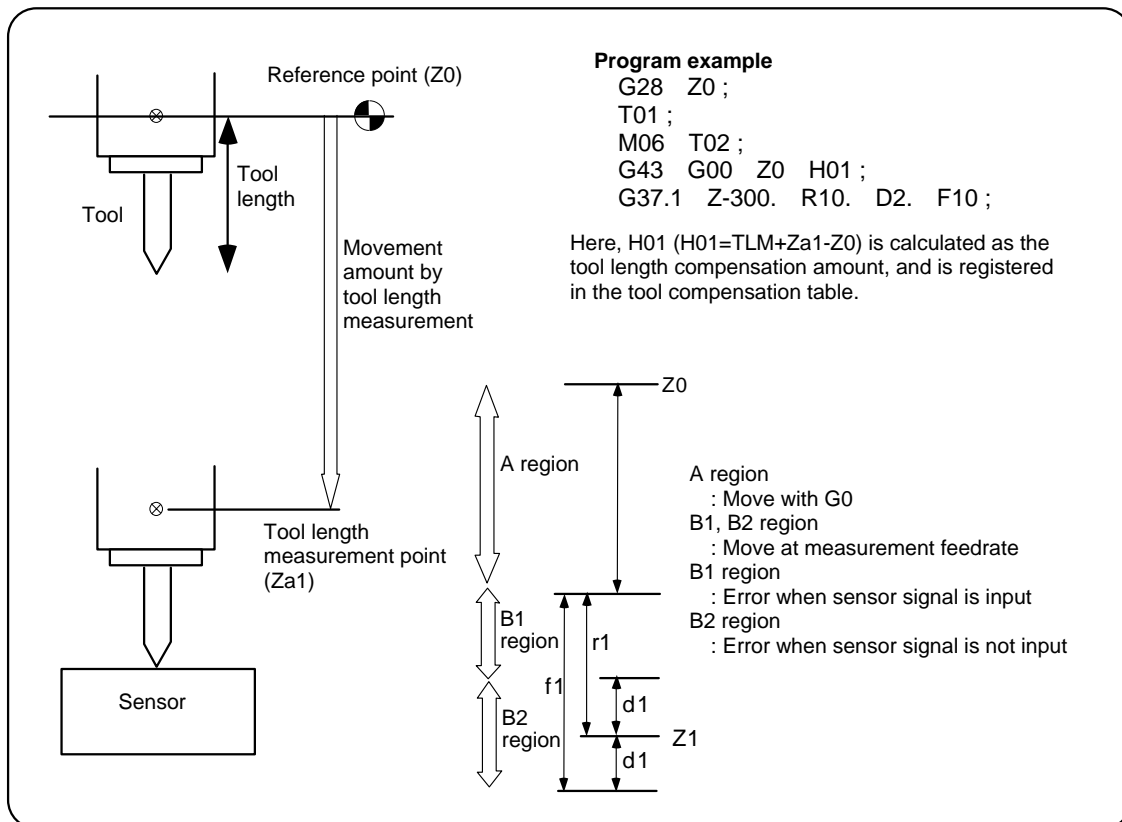 Reference point (Z0)
Tool
length
Tool
Movement
amount by
tool length
measurement
Program example
G28 Z0 ;
T01 ;
M06 T02 ;
G43 G00 Z0 H01 ;
G37.1 Z-300. R10. D2. F10 ;
Here, H01 (H01=TLM+Za1-Z0) is calculated as the
tool length compensation amount, and is registered
in the tool compensation table.
Tool length
measurement point
(Za1)
Sensor
Z0
A region
B1
region
r1
f1
d1
B2
region
Z1
d1
A region
: Move with G0
B1, B2 region
: Move at measurement feedrate
B1 region
: Error when sensor signal is input
B2 region
: Error when sensor signal is not input